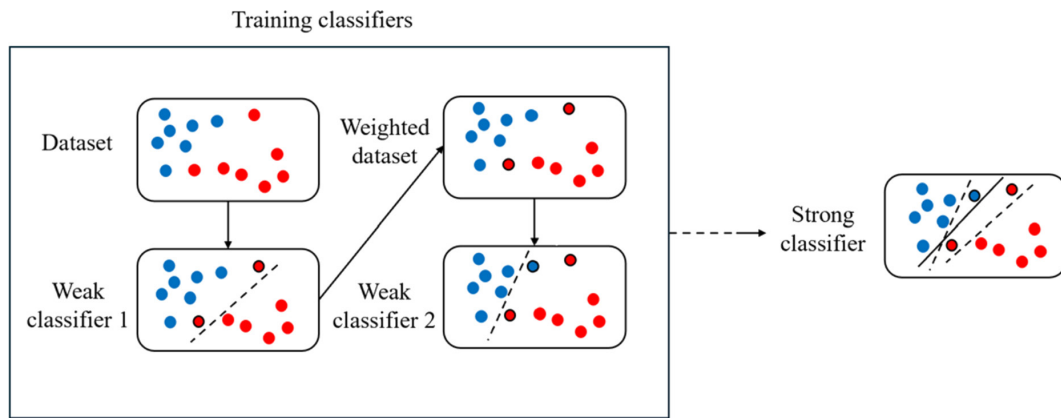 Training classifiers
Dataset
Weighted
dataset
Weak
classifier 1
Weak
classifier 2
Strong
classifier